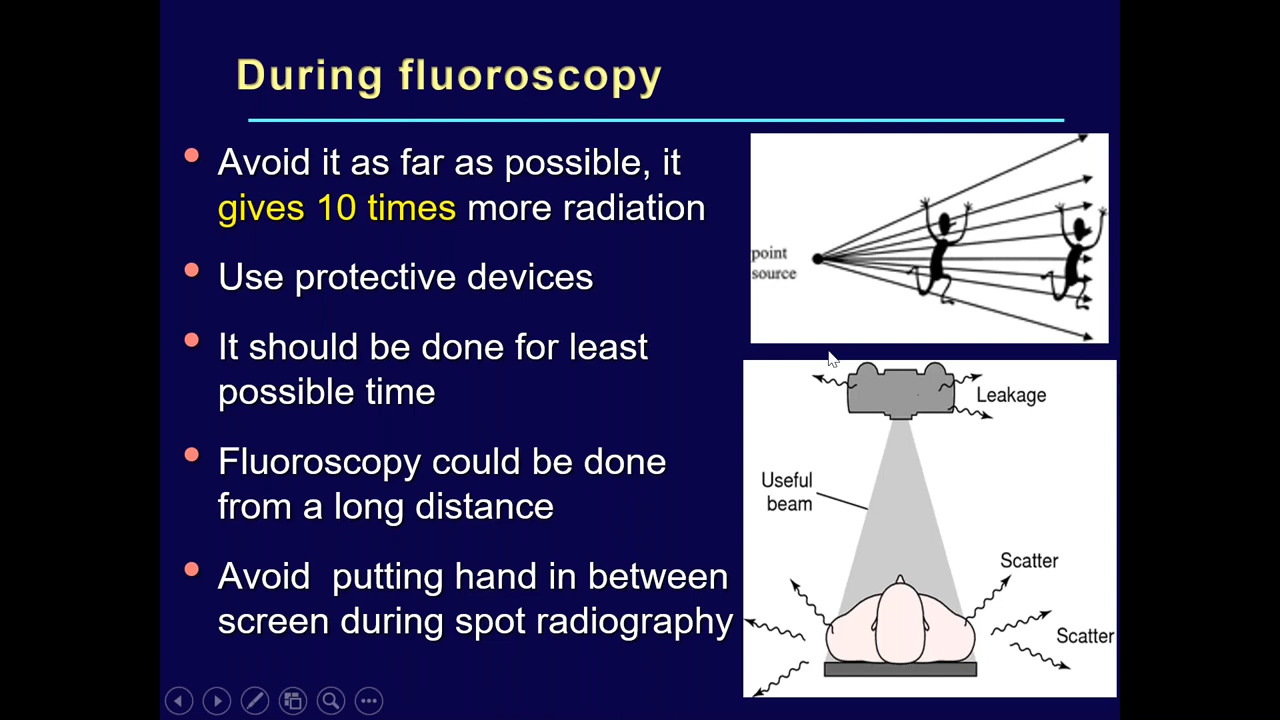 During fluoroscopy
• Avoid it as far as possible, it
gives 10 times more radiation
• Use protective devices
• It should be done for least
possible time
• Fluoroscopy could be done
from a long distance
• Avoid putting hand in between
screen during spot radiography
point
source
Leakage
Useful
beam
Scatter
Scatter